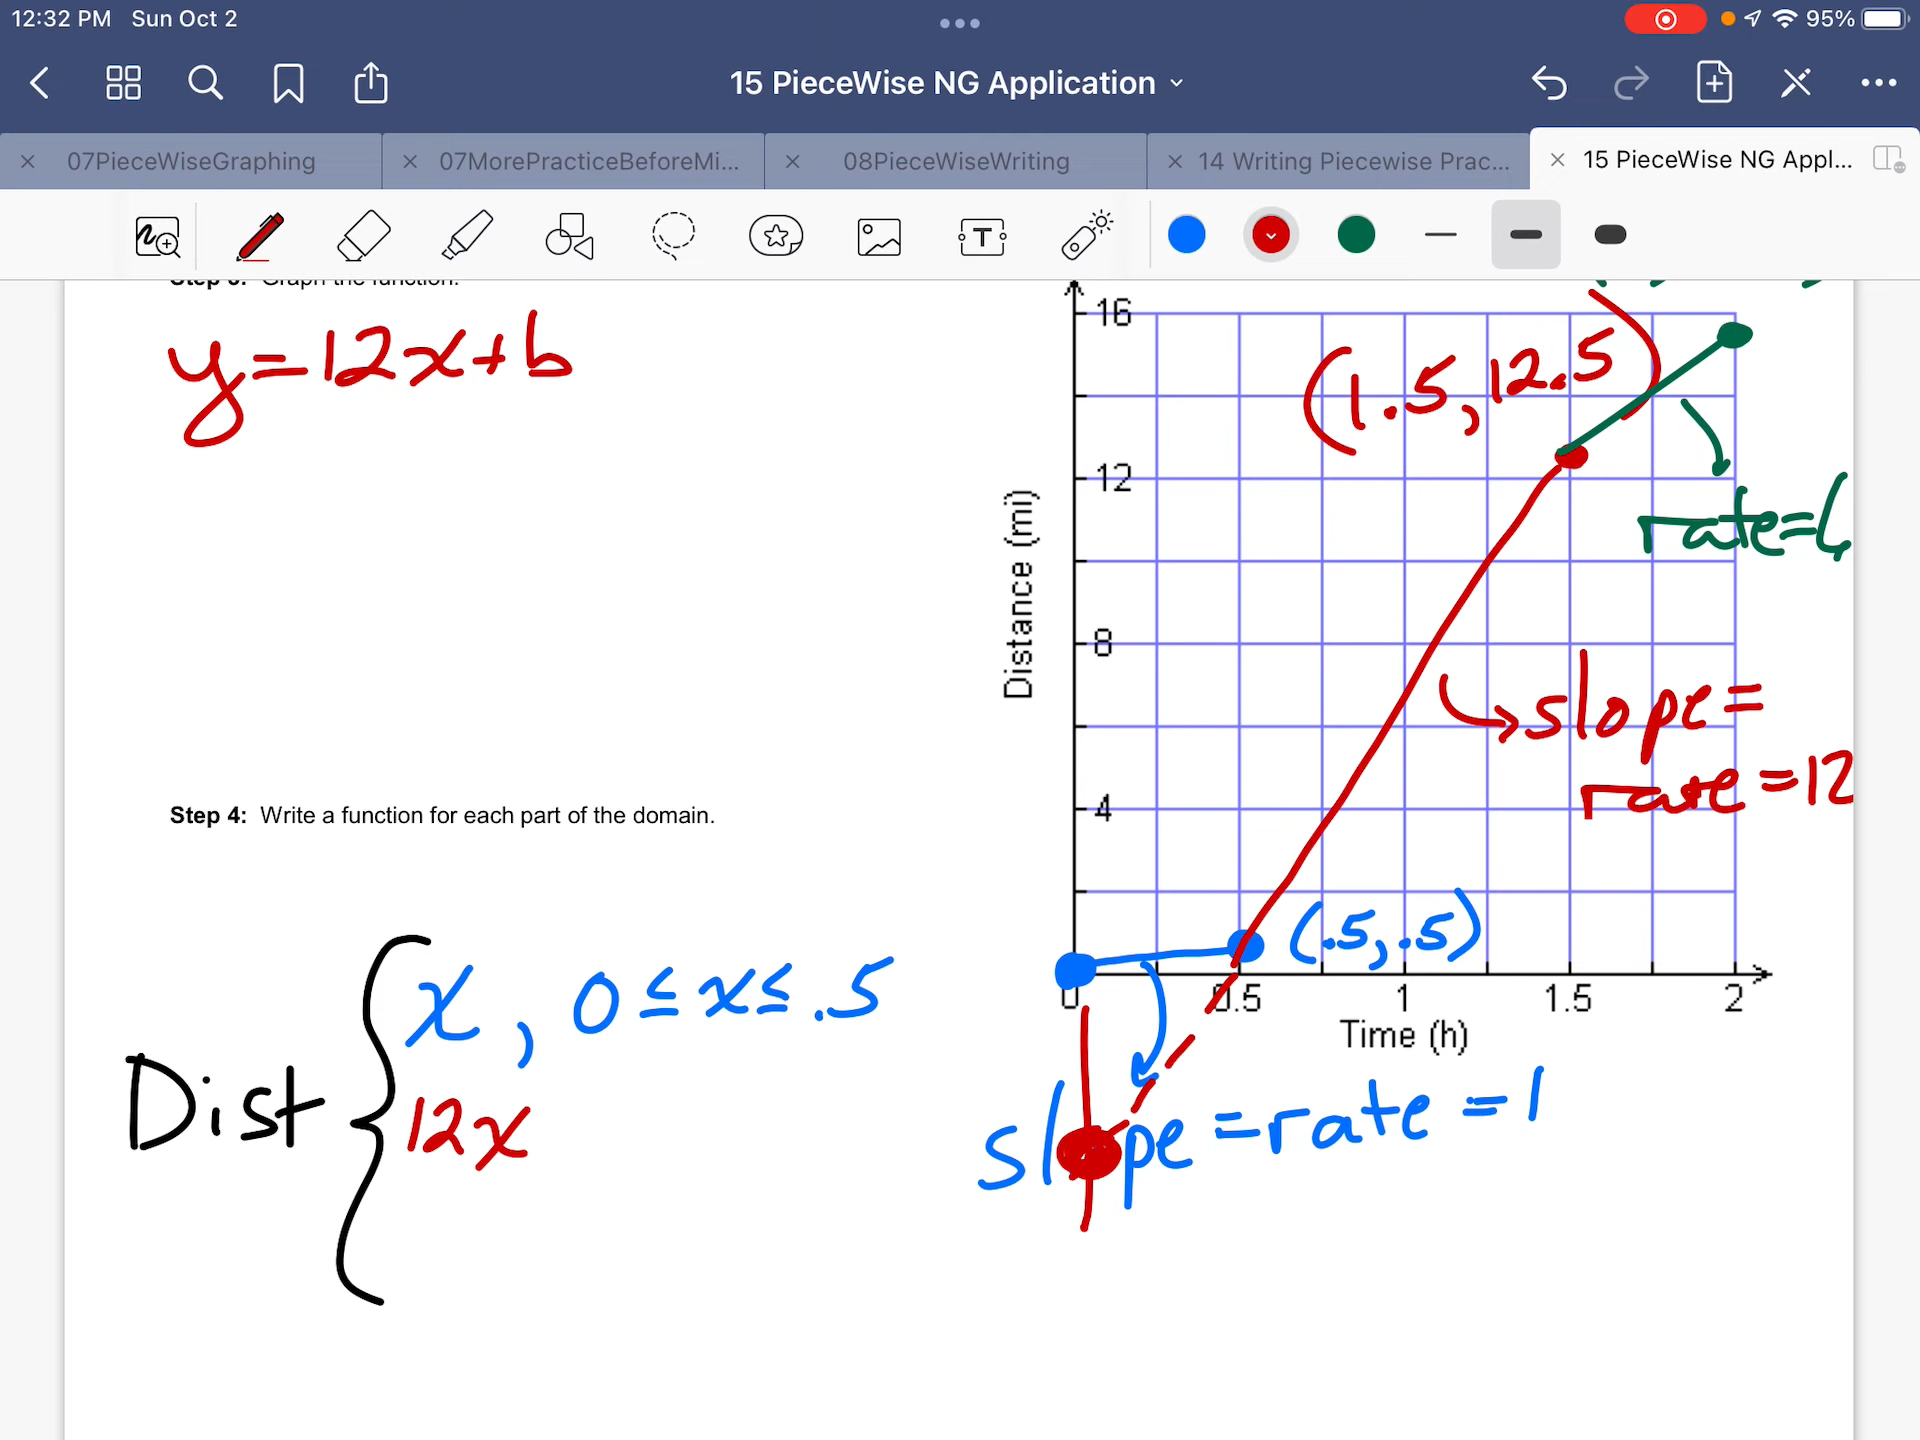 12:32 PM Sun Oct 2
95%
15 PieceWise NG Application
07PieceWiseGraphing
07MorePracticeBeforeMi...
08PieceWiseWriting
14 Writing Piecewise Prac...
15 PieceWise NG Appl...
T
Graph the function.
y=12x+b
16
(1.5,12.5)
12
rate=6
Distance (mi)
8
slope=
rate=12
4
Step 4: Write a function for each part of the domain.
(.5,.5)
0 0.5 1 1.5 2
Time (h)
x, 0≤x≤.5
Dist
12x
slope=rate=1